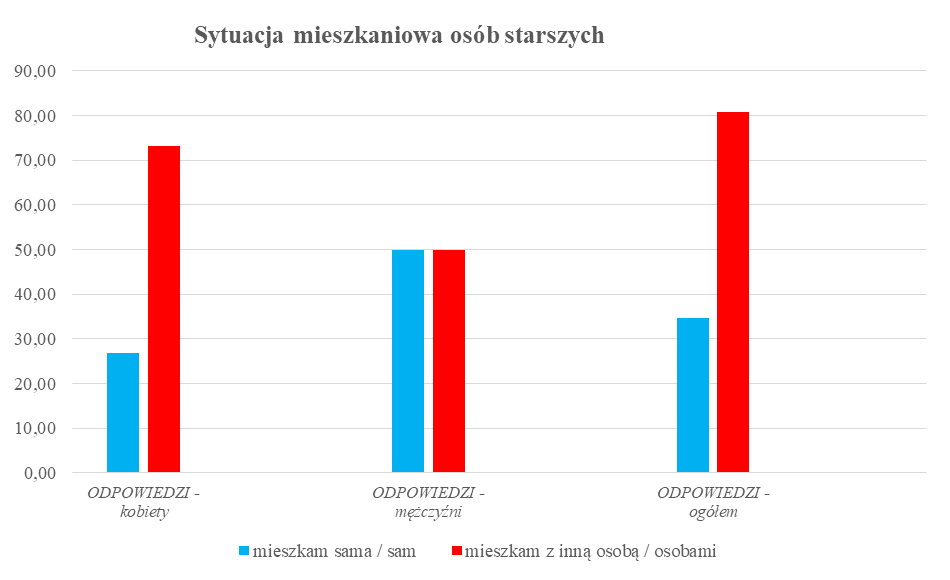 Sytuacja mieszkaniowa osób starszych
90,00
80,00
70,00
60,00
50,00
40,00
30,00
20,00
10,00
0,00
ODPOWIEDZI -
kobiety
ODPOWIEDZI -
mężczyźni
ODPOWIEDZI -
ogółem
mieszkam sama / sam
mieszkam z inną osobą / osobami